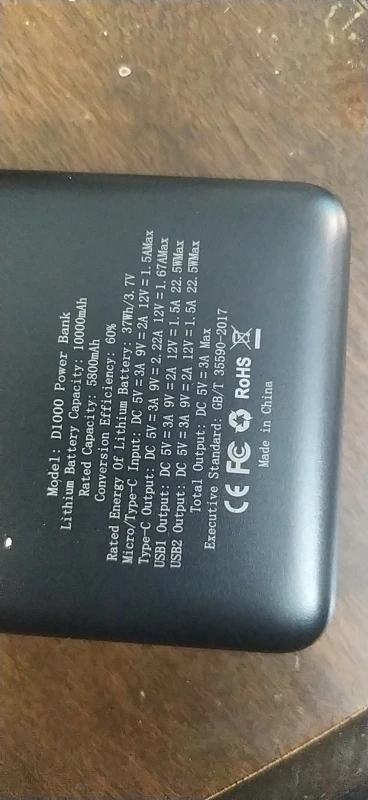 Model: D1000 Power Bank
Lithium Battery Capacity: 10000mAh
Rated Capacity: 5800mAh
Conversion Efficiency: 60%
Rated Energy Of Lithium Battery: 37Wh/3.7V
Micro/Type-C Input: DC 5V=3A 9V=2A 12V=1.5AMax
Type-C Output: DC 5V=3A 9V=2.22A 12V=1.67AMax
USB1 Output: DC 5V=3A 9V=2A 12V=1.5A 22.5WMax
USB2 Output: DC 5V=3A 9V=2A 12V=1.5A 22.5WMax
Total Output: DC 5V=3A Max
Executive Standard: GB/T 35590-2017
CE FC RoHS
Made in China